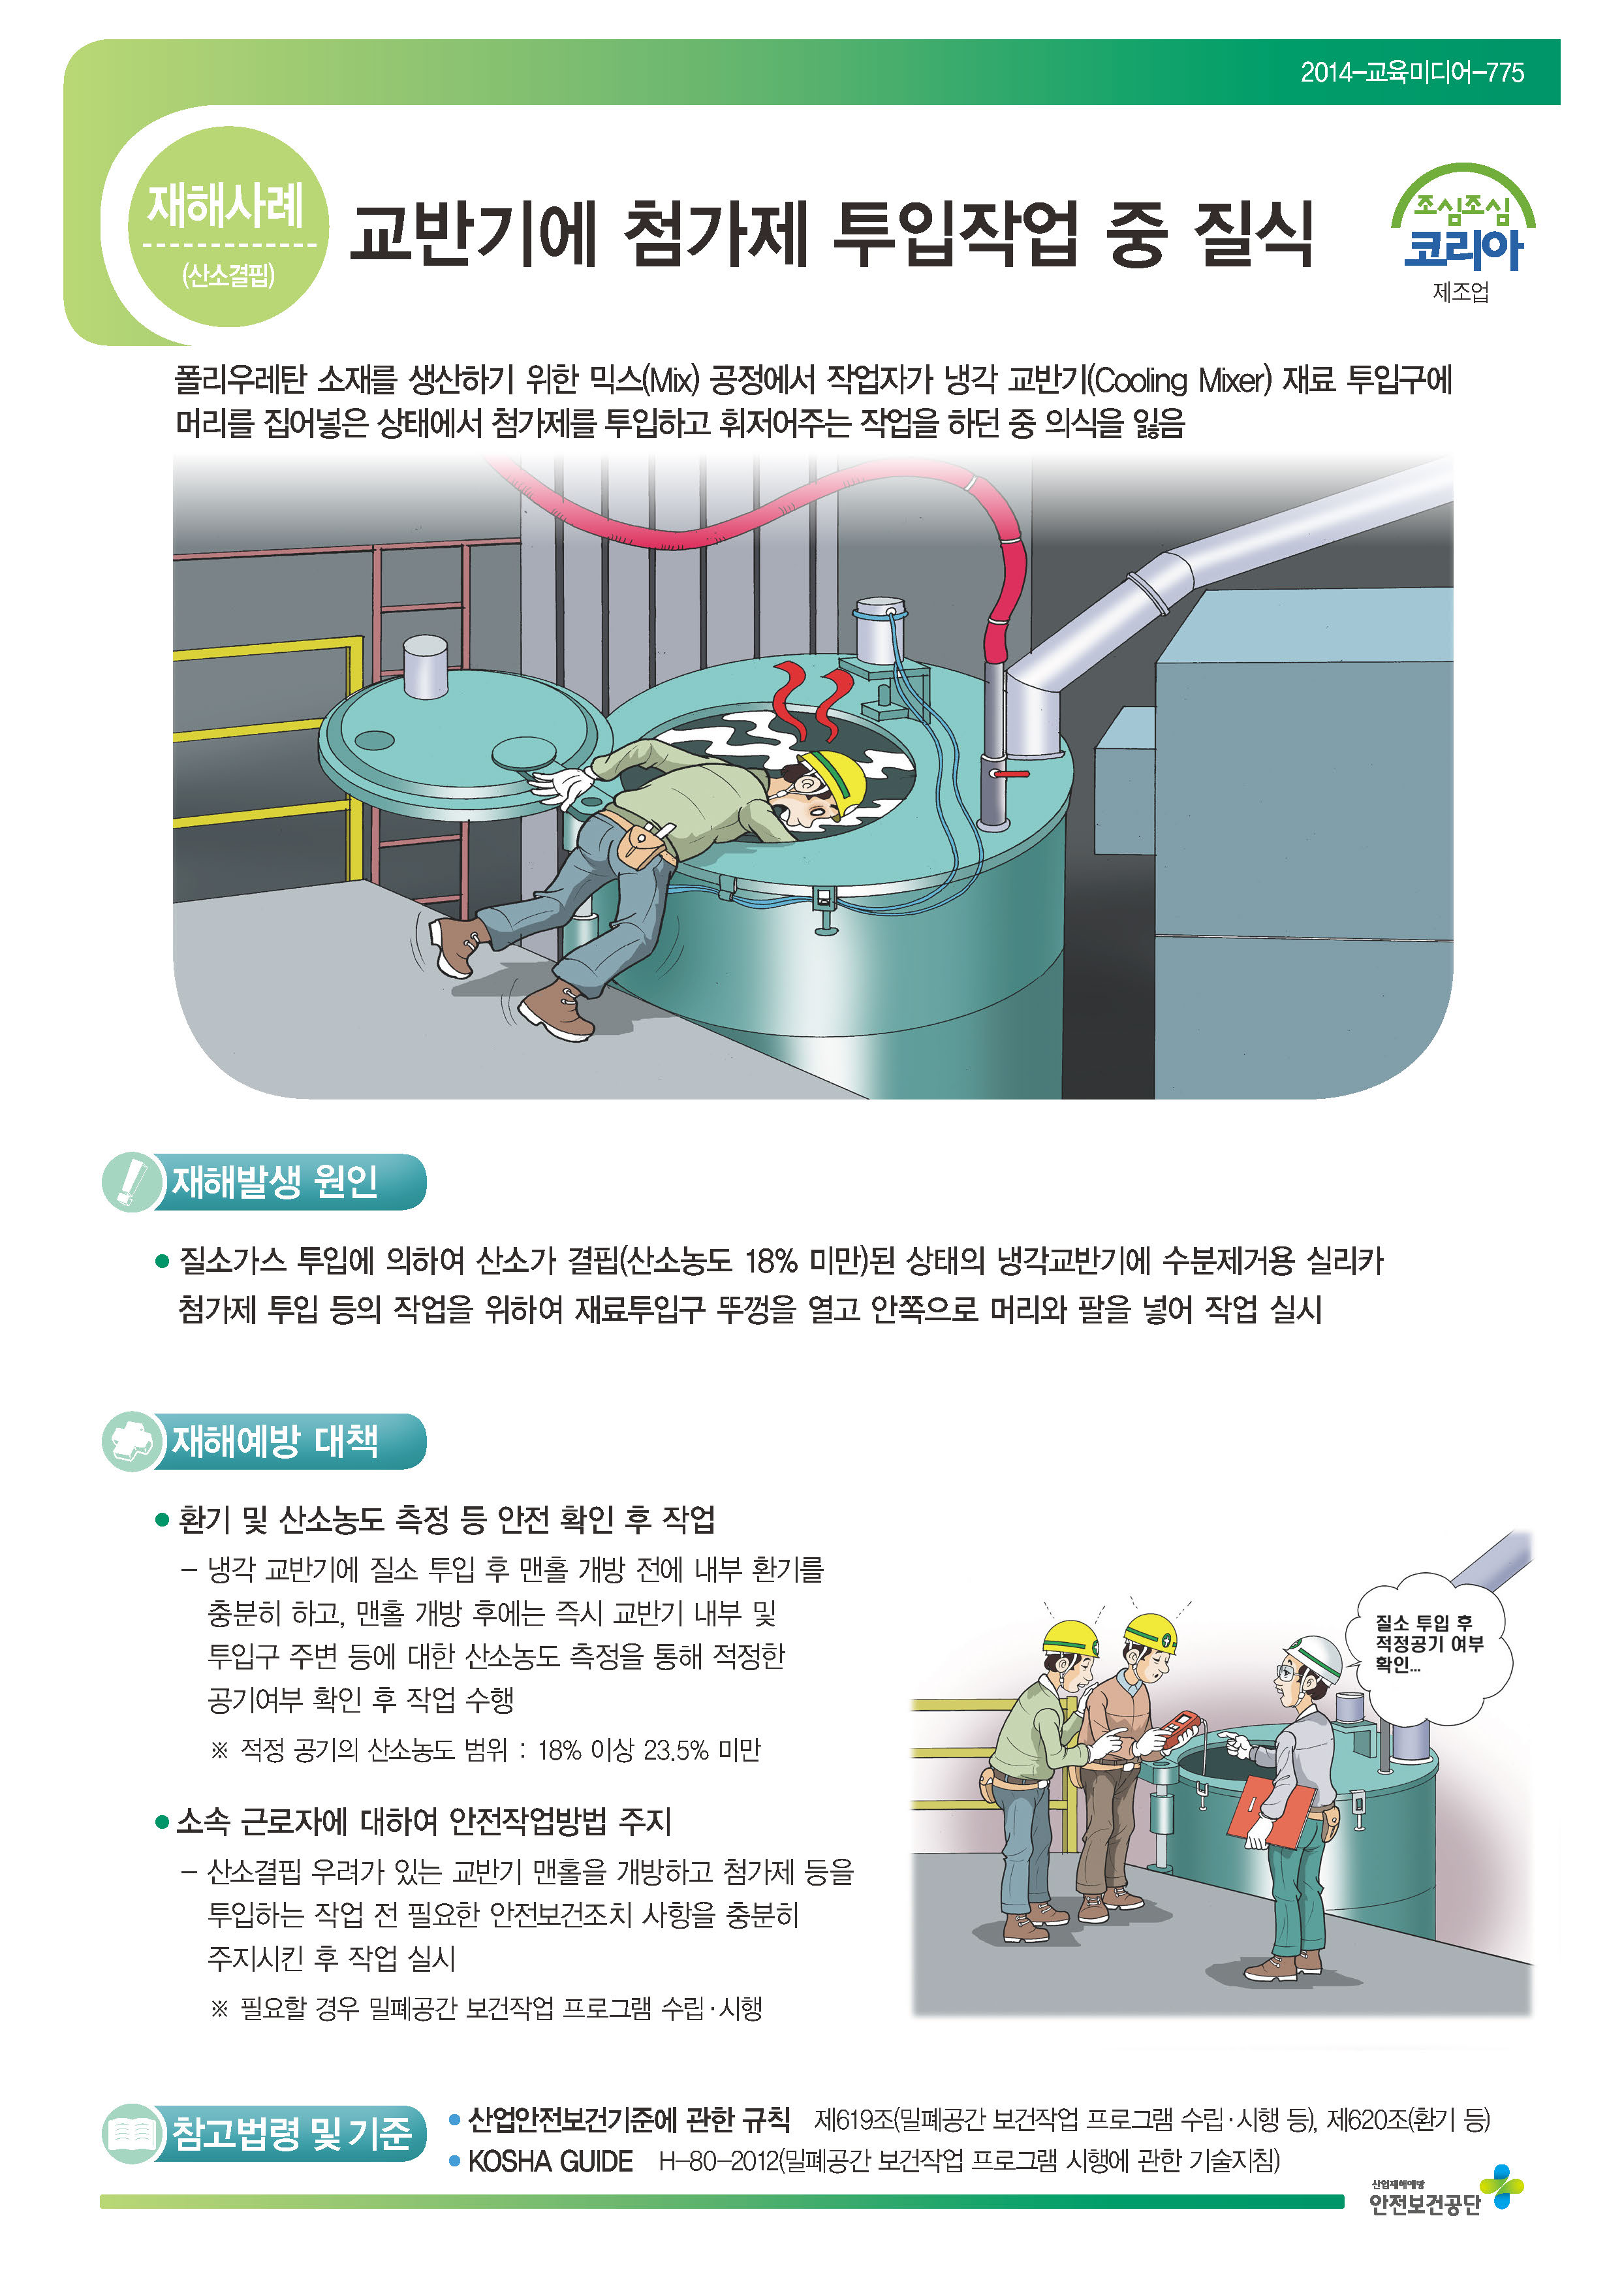 2014-교육미디어-775
재해사례
(산소결핍)
교반기에 첨가제 투입작업 중 질식
조심조심
코리아
제조업
폴리우레탄 소재를 생산하기 위한 믹스(Mix) 공정에서 작업자가 냉각 교반기(Cooling Mixer) 재료 투입구에
머리를 집어넣은 상태에서 첨가제를 투입하고 휘저어주는 작업을 하던 중 의식을 잃음
재해발생 원인
● 질소가스 투입에 의하여 산소가 결핍(산소농도 18% 미만)된 상태의 냉각교반기에 수분제거용 실리카
첨가제 투입 등의 작업을 위하여 재료투입구 뚜껑을 열고 안쪽으로 머리와 팔을 넣어 작업 실시
재해예방 대책
● 환기 및 산소농도 측정 등 안전 확인 후 작업
- 냉각 교반기에 질소 투입 후 맨홀 개방 전에 내부 환기를
충분히 하고, 맨홀 개방 후에는 즉시 교반기 내부 및
투입구 주변 등에 대한 산소농도 측정을 통해 적정한
공기여부 확인 후 작업 수행
※ 적정 공기의 산소농도 범위 : 18% 이상 23.5% 미만
● 소속 근로자에 대하여 안전작업방법 주지
- 산소결핍 우려가 있는 교반기 맨홀을 개방하고 첨가제 등을
투입하는 작업 전 필요한 안전보건조치 사항을 충분히
주지시킨 후 작업 실시
※ 필요할 경우 밀폐공간 보건작업 프로그램 수립·시행
질소 투입 후
적정공기 여부
확인...
참고법령 및 기준
• 산업안전보건기준에 관한 규칙 제619조(밀폐공간 보건작업 프로그램 수립·시행 등), 제620조(환기 등)
• KOSHA GUIDE H-80-2012(밀폐공간 보건작업 프로그램 시행에 관한 기술지침)
산업재해예방
안전보건공단